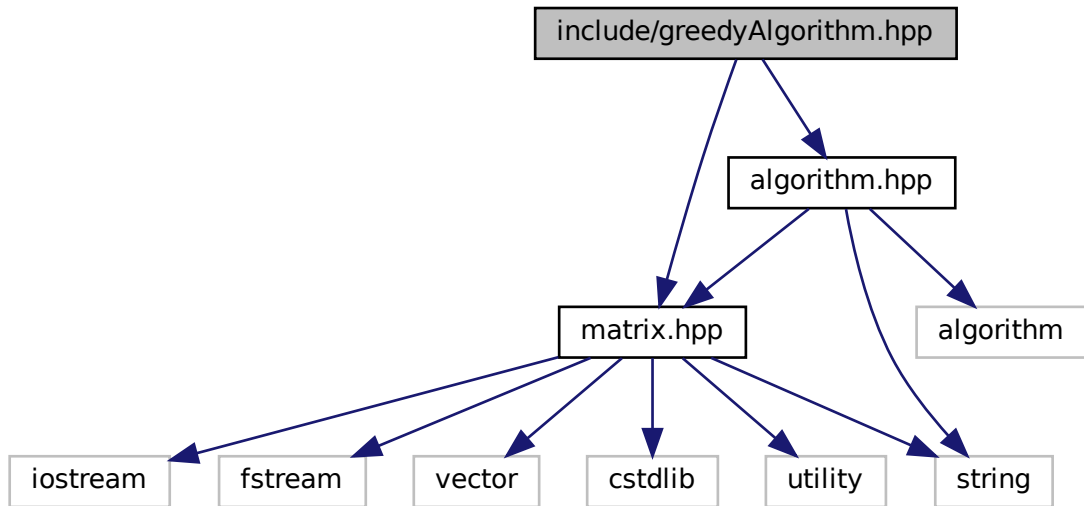 include/greedyAlgorithm.hpp
algorithm.hpp
matrix.hpp
algorithm
iostream
fstream
vector
cstdlib
utility
string